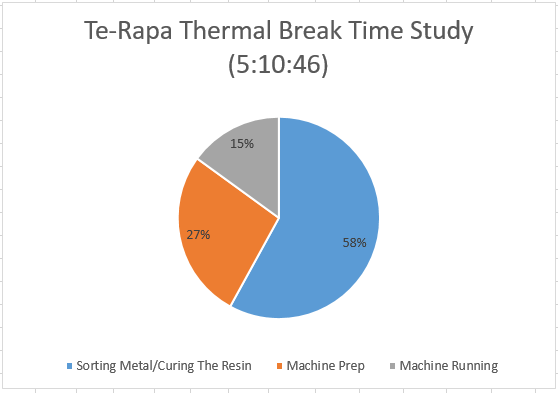 Te-Rapa Thermal Break Time Study
(5:10:46)
15%
27%
58%
Sorting Metal/Curing The Resin Machine Prep Machine Running